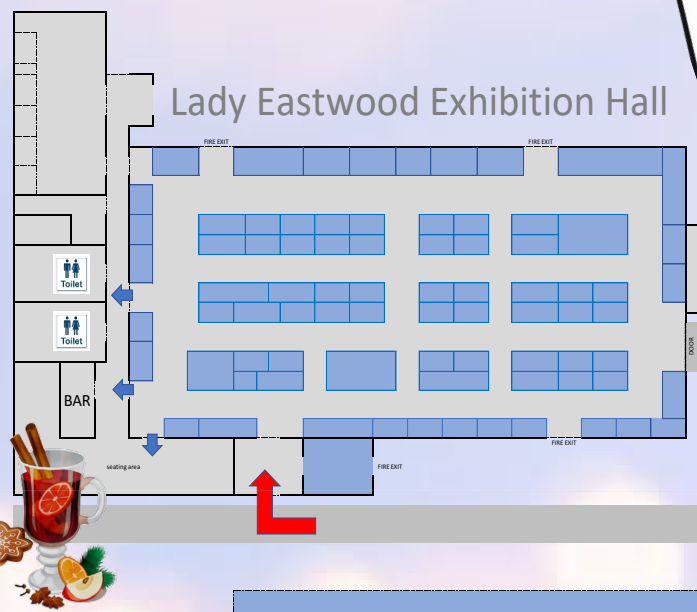 Lady Eastwood Exhibition Hall
FIRE EXIT
FIRE EXIT
Toilet
Toilet
DOOR
BAR
FIRE EXIT
seating area
FIRE EXIT